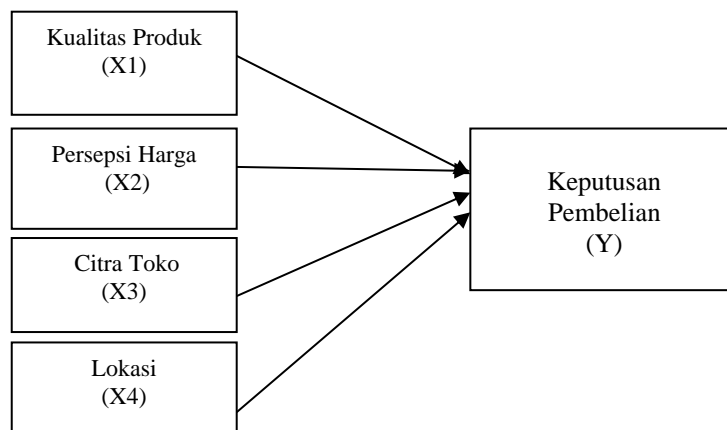 Kualitas Produk
(X1)
Persepsi Harga
(X2)
Citra Toko
(X3)
Lokasi
(X4)
Keputusan
Pembelian
(Y)